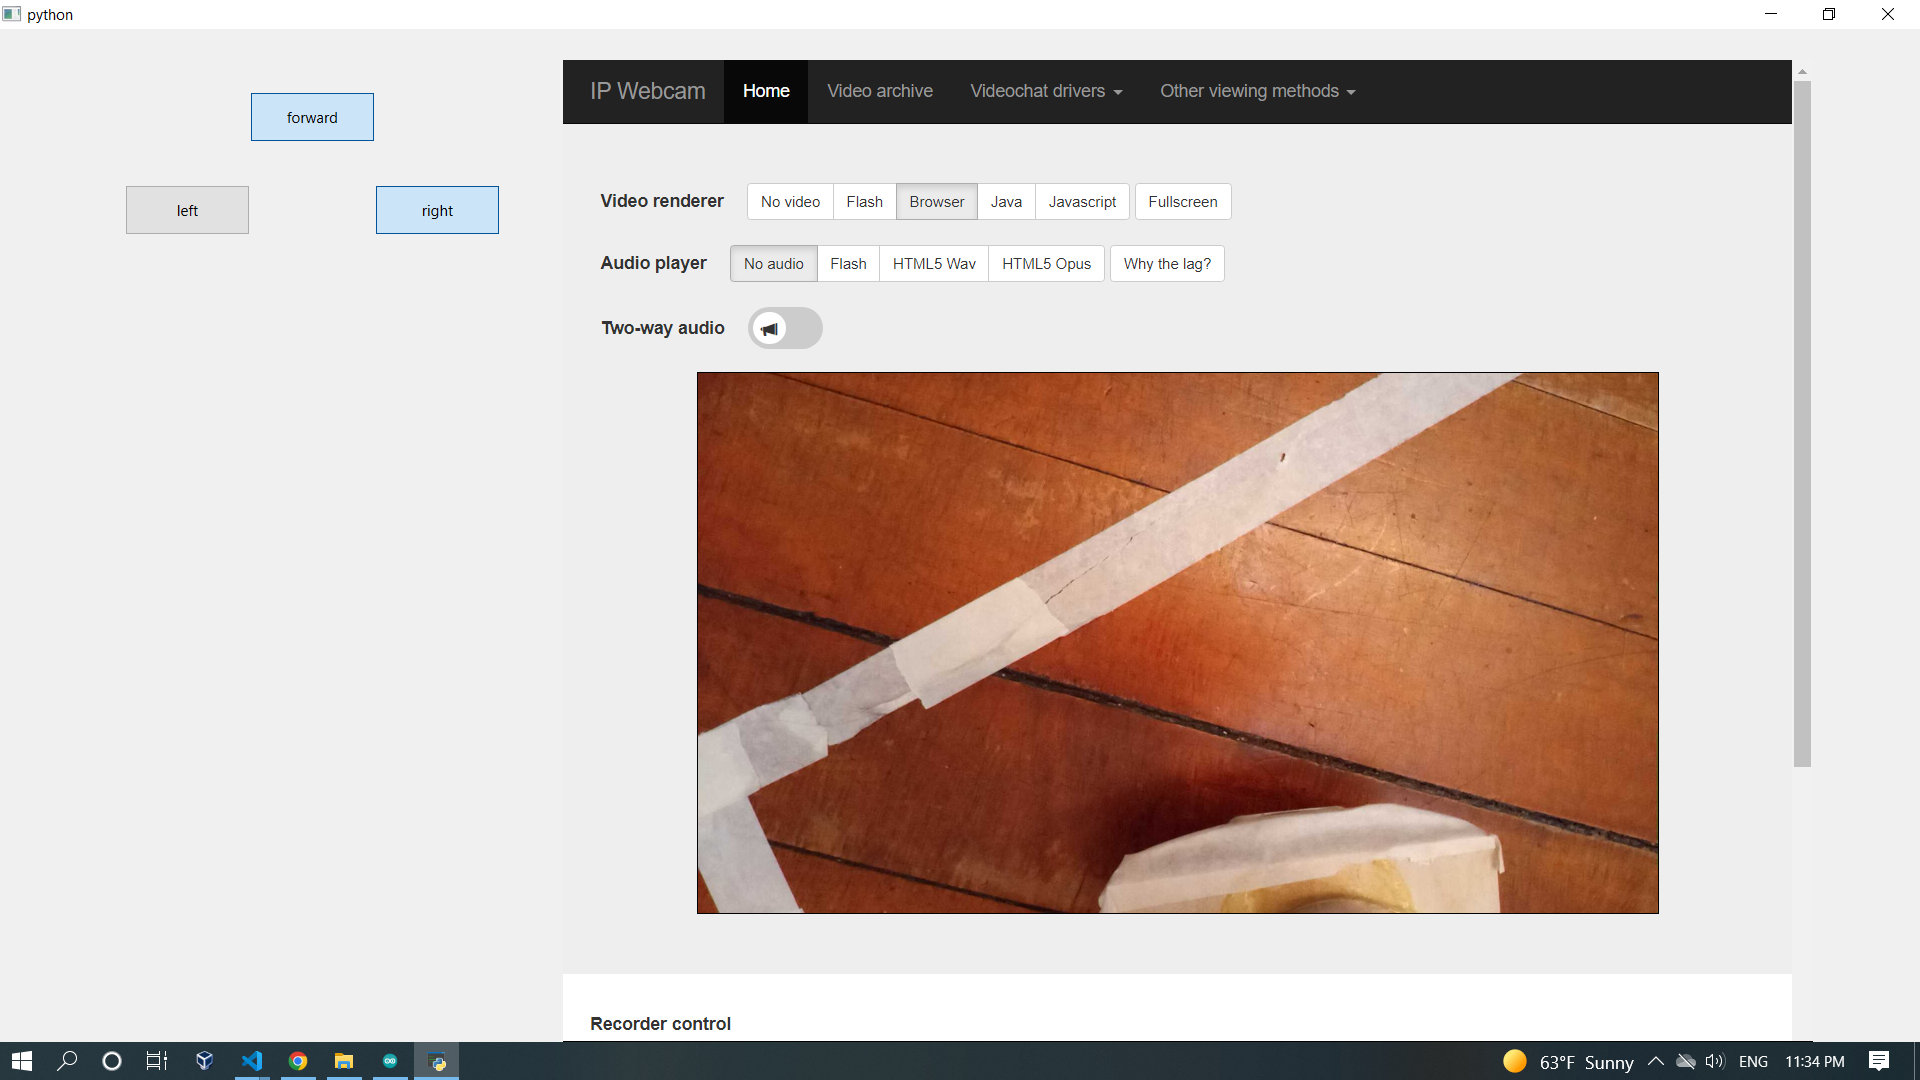 python
forward
left
right
IP Webcam Home Video archive Videochat drivers Other viewing methods
Video renderer No video Flash Browser Java Javascript Fullscreen
Audio player No audio Flash HTML5 Wav HTML5 Opus Why the lag?
Two-way audio
Recorder control
63°F Sunny ENG 11:34 PM